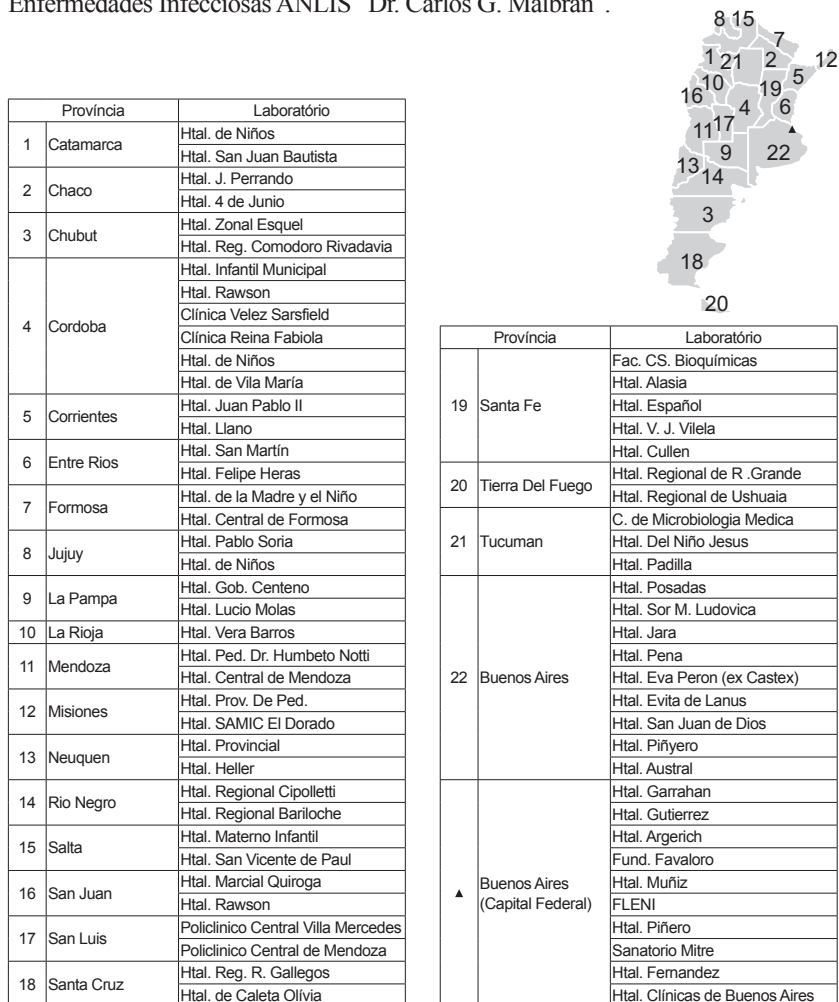 Enfermedades Infecciosas ANLIS "Dr. Carlos G. Malbrán".
8 15
7
1 21 2 12
16 10 19 5
4 6
11 17
9 22
13 14
3
18
20
Província Laboratório
1 Catamarca Htal. de Niños
Htal. San Juan Bautista
2 Chaco Htal. J. Perrando
Htal. 4 de Junio
3 Chubut Htal. Zonal Esquel
Htal. Reg. Comodoro Rivadavia
4 Cordoba Htal. Infantil Municipal
Htal. Rawson
Clínica Velez Sarsfield
Clínica Reina Fabiola
Htal. de Niños
Htal. de Vila María
5 Corrientes Htal. Juan Pablo II
Htal. Llano
6 Entre Rios Htal. San Martín
Htal. Felipe Heras
7 Formosa Htal. de la Madre y el Niño
Htal. Central de Formosa
8 Jujuy Htal. Pablo Soria
Htal. de Niños
9 La Pampa Htal. Gob. Centeno
Htal. Lucio Molas
10 La Rioja Htal. Vera Barros
11 Mendoza Htal. Ped. Dr. Humbeto Notti
Htal. Central de Mendoza
12 Misiones Htal. Prov. De Ped.
Htal. SAMIC El Dorado
13 Neuquen Htal. Provincial
Htal. Heller
14 Rio Negro Htal. Regional Cipolletti
Htal. Regional Bariloche
15 Salta Htal. Materno Infantil
Htal. San Vicente de Paul
16 San Juan Htal. Marcial Quiroga
Htal. Rawson
17 San Luis Policlinico Central Villa Mercedes
Policlinico Central de Mendoza
18 Santa Cruz Htal. Reg. R. Gallegos
Htal. de Caleta Olívia
Província Laboratório
19 Santa Fe Fac. CS. Bioquímicas
Htal. Alasia
Htal. Español
Htal. V. J. Vilela
Htal. Cullen
20 Tierra Del Fuego Htal. Regional de R .Grande
Htal. Regional de Ushuaia
21 Tucuman C. de Microbiologia Medica
Htal. Del Niño Jesus
Htal. Padilla
22 Buenos Aires Htal. Posadas
Htal. Sor M. Ludovica
Htal. Jara
Htal. Pena
Htal. Eva Peron (ex Castex)
Htal. Evita de Lanus
Htal. San Juan de Dios
Htal. Piñyero
Htal. Austral
▲ Buenos Aires (Capital Federal) Htal. Garrahan
Htal. Gutierrez
Htal. Argerich
Fund. Favaloro
Htal. Muñiz
FLENI
Htal. Piñero
Sanatorio Mitre
Htal. Fernandez
Htal. Clínicas de Buenos Aires